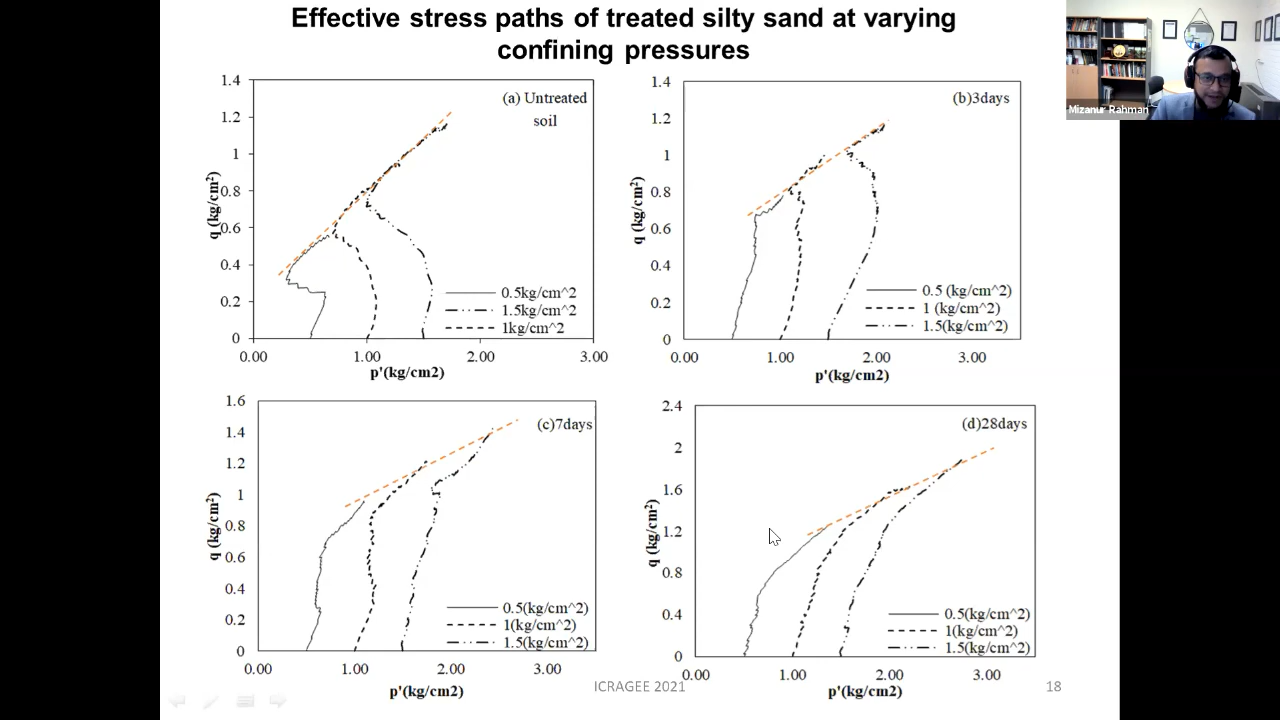 Effective stress paths of treated silty sand at varying
confining pressures
Mizanur Rahman
1.4
1.2
1
0.8
0.6
0.4
0.2
0
q (kg/cm²)
(a) Untreated
soil
0.5kg/cm^2
1.5kg/cm^2
1kg/cm^2
0.00 1.00 2.00 3.00
p'(kg/cm2)
1.4
1.2
1
0.8
0.6
0.4
0.2
0
q (kg/cm²)
(b)3days
0.5 (kg/cm^2)
1 (kg/cm^2)
1.5(kg/cm^2)
0.00 1.00 2.00 3.00
p'(kg/cm2)
1.6
1.4
1.2
1
0.8
0.6
0.4
0.2
0
q (kg/cm²)
(c)7days
0.5(kg/cm^2)
1(kg/cm^2)
1.5(kg/cm^2)
0.00 1.00 2.00 3.00
p'(kg/cm2)
2.4
2
1.6
1.2
0.8
0.4
0
q (kg/cm²)
(d)28days
0.5(kg/cm^2)
1(kg/cm^2)
1.5(kg/cm^2)
0.00 1.00 2.00 3.00
p'(kg/cm2)
ICRAGEE 2021
18